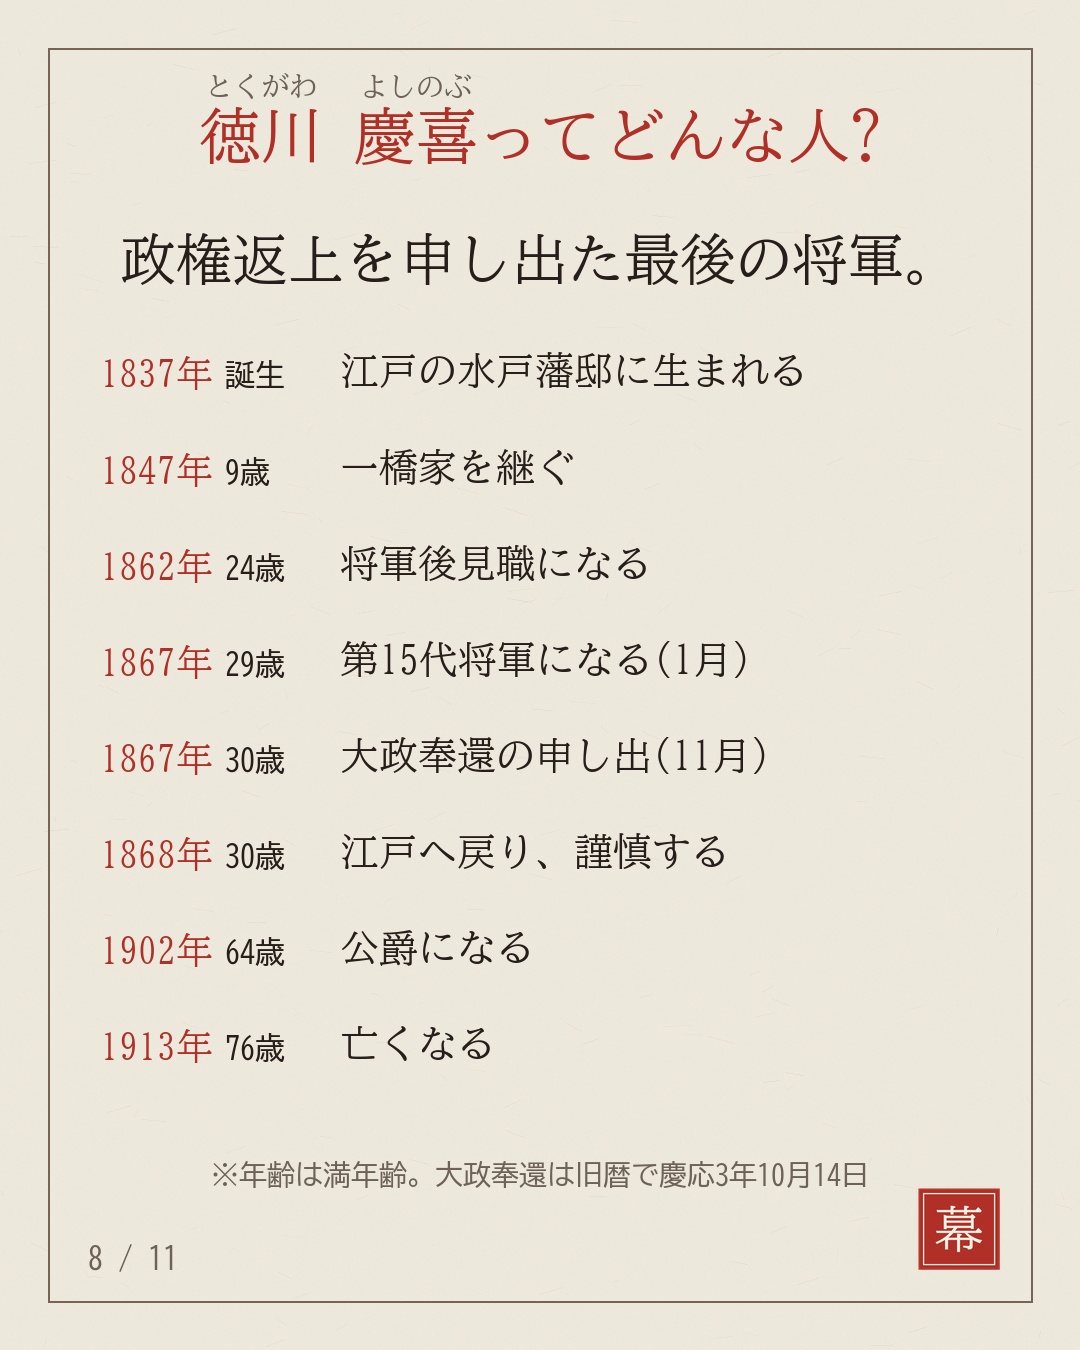 とくがわ よしのぶ
徳川 慶喜ってどんな人?
政権返上を申し出た最後の将軍。
1837年 誕生 江戸の水戸藩邸に生まれる
1847年 9歳 一橋家を継ぐ
1862年 24歳 将軍後見職になる
1867年 29歳 第15代将軍になる(1月)
1867年 30歳 大政奉還の申し出(11月)
1868年 30歳 江戸へ戻り、謹慎する
1902年 64歳 公爵になる
1913年 76歳 亡くなる
※年齢は満年齢。大政奉還は旧暦で慶応3年10月14日
幕
8 / 11